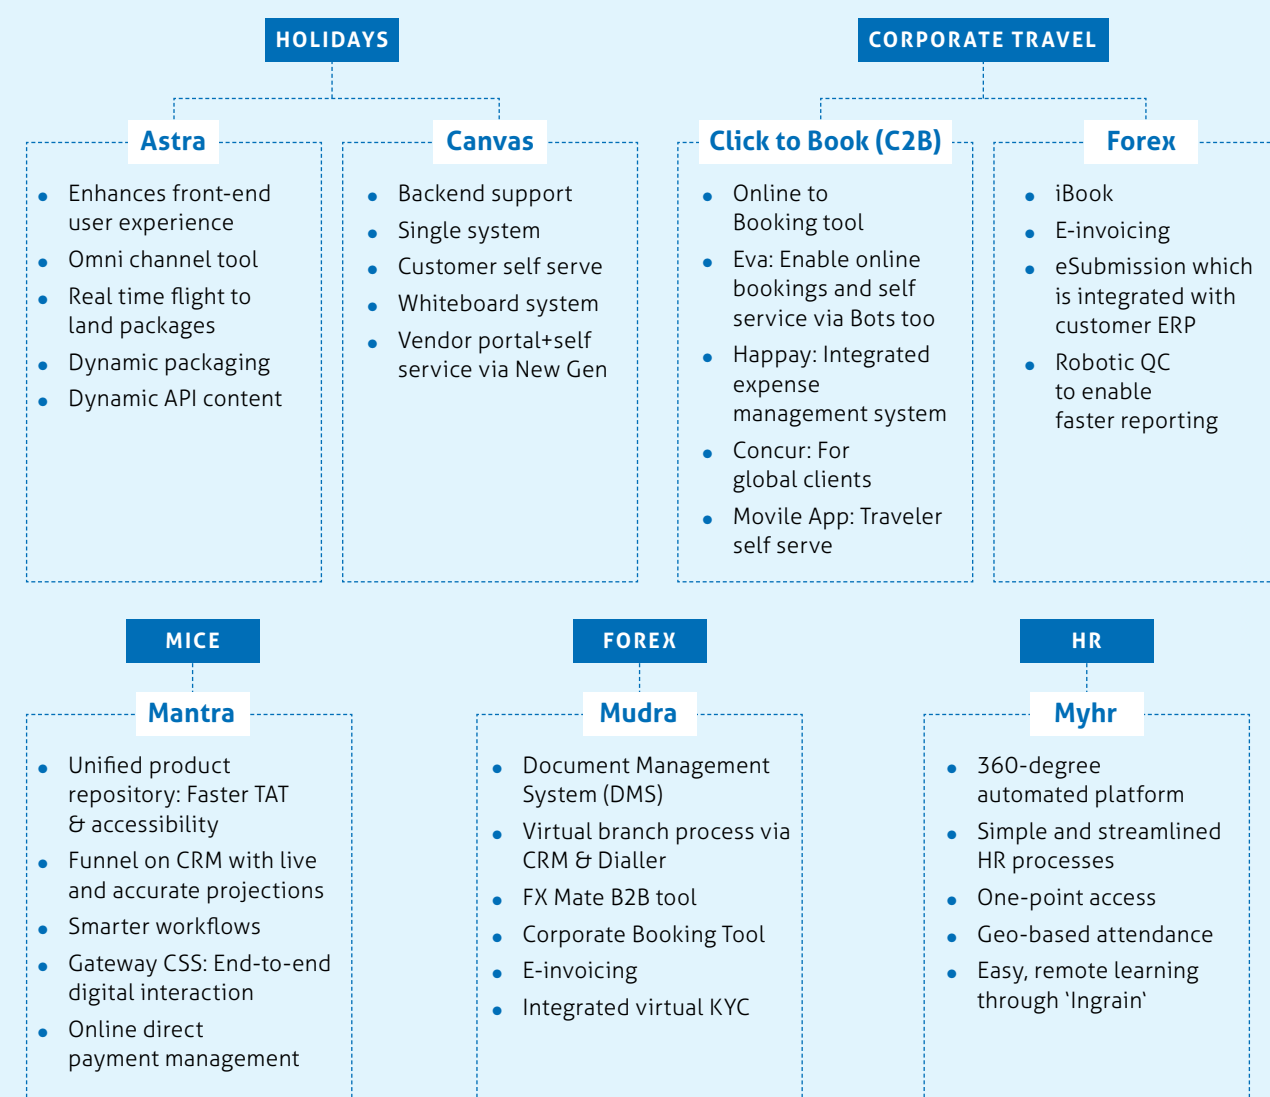 HOLIDAYS
Astra
• Enhances front-end
user experience
• Omni channel tool
• Real time flight to
land packages
• Dynamic packaging
• Dynamic API content
Canvas
• Backend support
• Single system
• Customer self serve
• Whiteboard system
• Vendor portal+self
service via New Gen
CORPORATE TRAVEL
Click to Book (C2B)
• Online to
Booking tool
• Eva: Enable online
bookings and self
service via Bots too
• Happay: Integrated
expense
management system
• Concur: For
global clients
• Movile App: Traveler
self serve
Forex
• iBook
• E-invoicing
• eSubmission which
is integrated with
customer ERP
• Robotic QC
to enable
faster reporting
MICE
Mantra
• Unified product
repository: Faster TAT
& accessibility
• Funnel on CRM with live
and accurate projections
• Smarter workflows
• Gateway CSS: End-to-end
digital interaction
• Online direct
payment management
FOREX
Mudra
• Document Management
System (DMS)
• Virtual branch process via
CRM & Dialler
• FX Mate B2B tool
• Corporate Booking Tool
• E-invoicing
• Integrated virtual KYC
HR
Myhr
• 360-degree
automated platform
• Simple and streamlined
HR processes
• One-point access
• Geo-based attendance
• Easy, remote learning
through ‘Ingrain‘